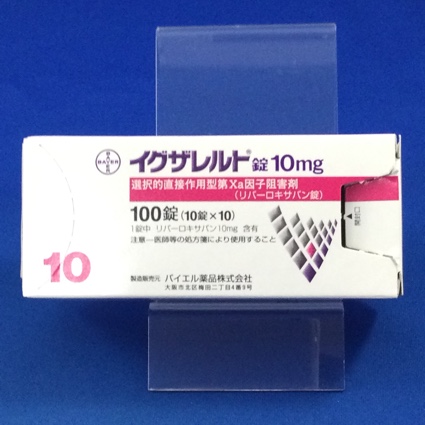 BAYER
BAYER
イグザレルト®錠10mg
選択的直接作用型第Xa因子阻害剤
(リバーロキサバン錠)
100錠(10錠×10)
1錠中 リバーロキサバン10mg 含有
注意-医師等の処方箋により使用すること
開封口
10
製造販売元 バイエル薬品株式会社
大阪市北区梅田二丁目4番9号